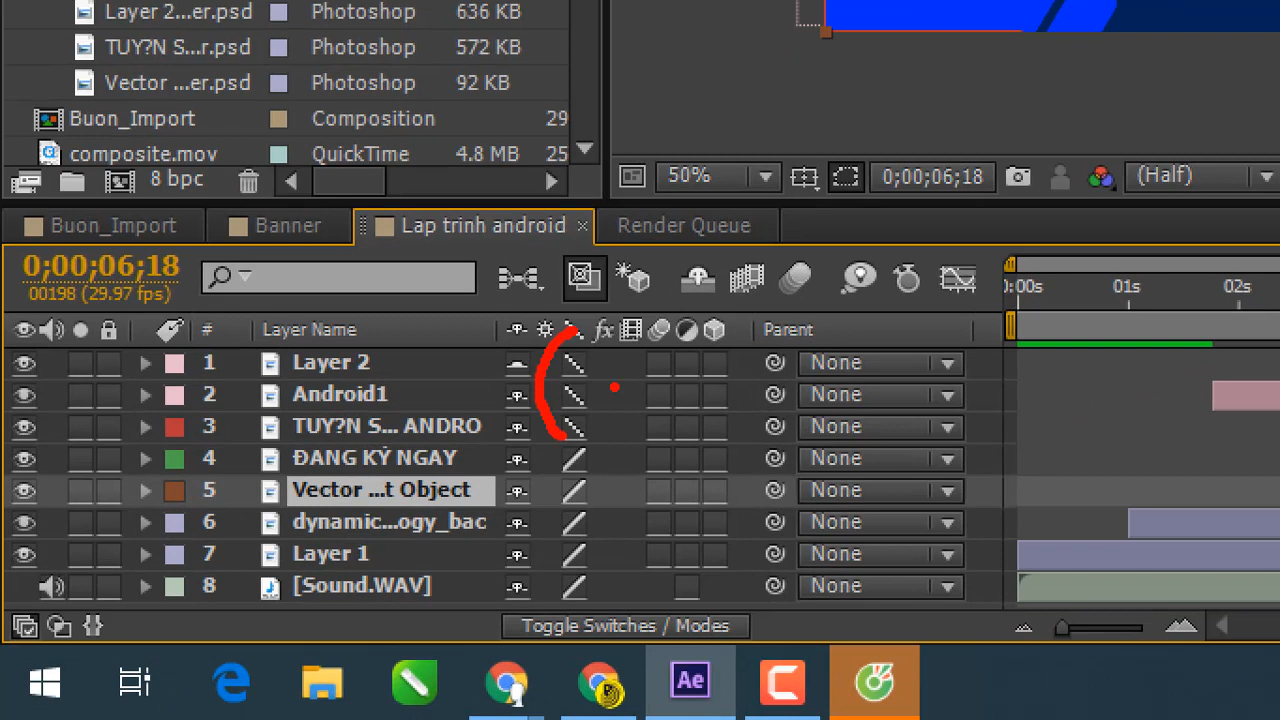 Layer 2...er.psd Photoshop 636 KB
TUY?N S...r.psd Photoshop 572 KB
Vector ...er.psd Photoshop 92 KB
Buon_Import Composition 29
composite.mov QuickTime 4.8 MB 25
8 bpc
50% 0;00;06;18 (Half)
Buon_Import Banner Lap trinh android × Render Queue
0;00;06;18
00198 (29.97 fps)
:00s 01s 02s
# Layer Name fx Parent
1 Layer 2 None
2 Android1 None
3 TUY?N S... ANDRO None
4 ĐANG KÝ NGAY None
5 Vector ...t Object None
6 dynamic...ogy_bac None
7 Layer 1 None
8 [Sound.WAV] None
Toggle Switches / Modes
Ae